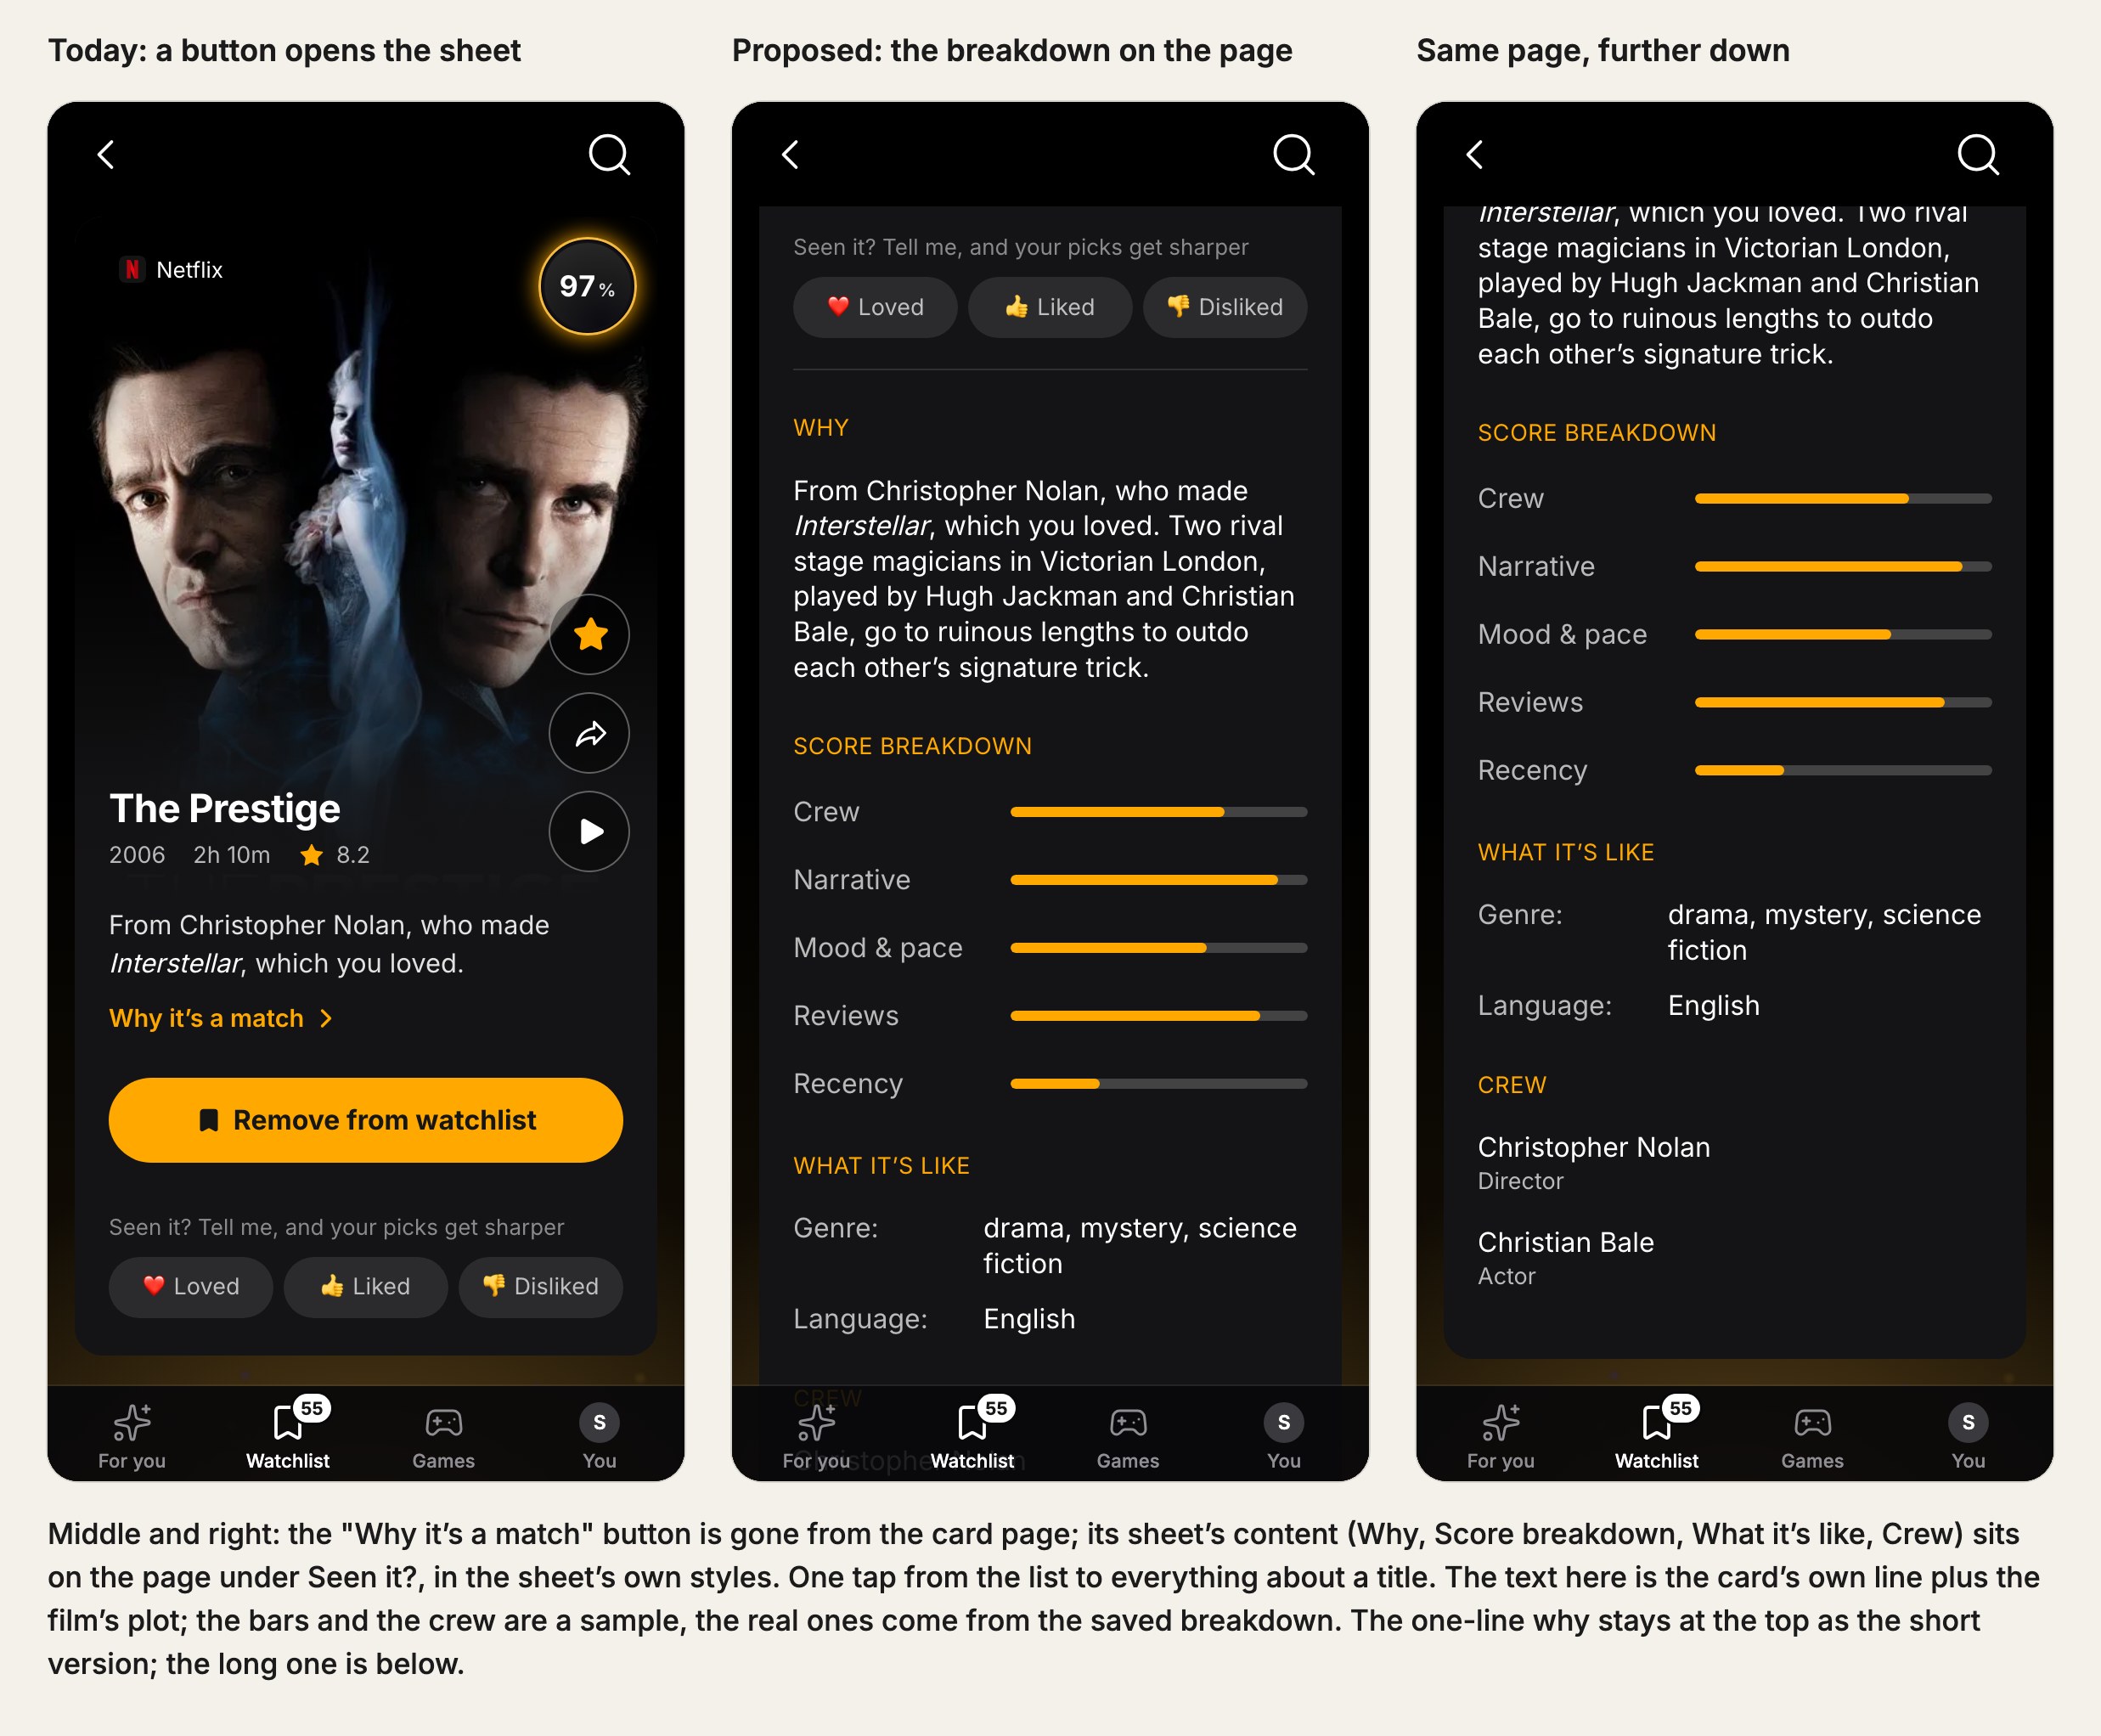 Today: a button opens the sheet
Netflix
97%
The Prestige
2006 2h 10m 8.2
From Christopher Nolan, who made
Interstellar, which you loved.
Why it’s a match
Remove from watchlist
Seen it? Tell me, and your picks get sharper
Loved Liked Disliked
55
S
For you Watchlist Games You
Proposed: the breakdown on the page
Seen it? Tell me, and your picks get sharper
Loved Liked Disliked
WHY
From Christopher Nolan, who made
Interstellar, which you loved. Two rival
stage magicians in Victorian London,
played by Hugh Jackman and Christian
Bale, go to ruinous lengths to outdo
each other’s signature trick.
SCORE BREAKDOWN
Crew
Narrative
Mood & pace
Reviews
Recency
WHAT IT’S LIKE
Genre: drama, mystery, science
fiction
Language: English
CREW
55
S
For you Watchlist Games You
Same page, further down
Interstellar, which you loved. Two rival
stage magicians in Victorian London,
played by Hugh Jackman and Christian
Bale, go to ruinous lengths to outdo
each other’s signature trick.
SCORE BREAKDOWN
Crew
Narrative
Mood & pace
Reviews
Recency
WHAT IT’S LIKE
Genre: drama, mystery, science
fiction
Language: English
CREW
Christopher Nolan
Director
Christian Bale
Actor
55
S
For you Watchlist Games You
Middle and right: the "Why it’s a match" button is gone from the card page; its sheet’s content (Why, Score breakdown, What it’s like, Crew) sits
on the page under Seen it?, in the sheet’s own styles. One tap from the list to everything about a title. The text here is the card’s own line plus the
film’s plot; the bars and the crew are a sample, the real ones come from the saved breakdown. The one-line why stays at the top as the short
version; the long one is below.